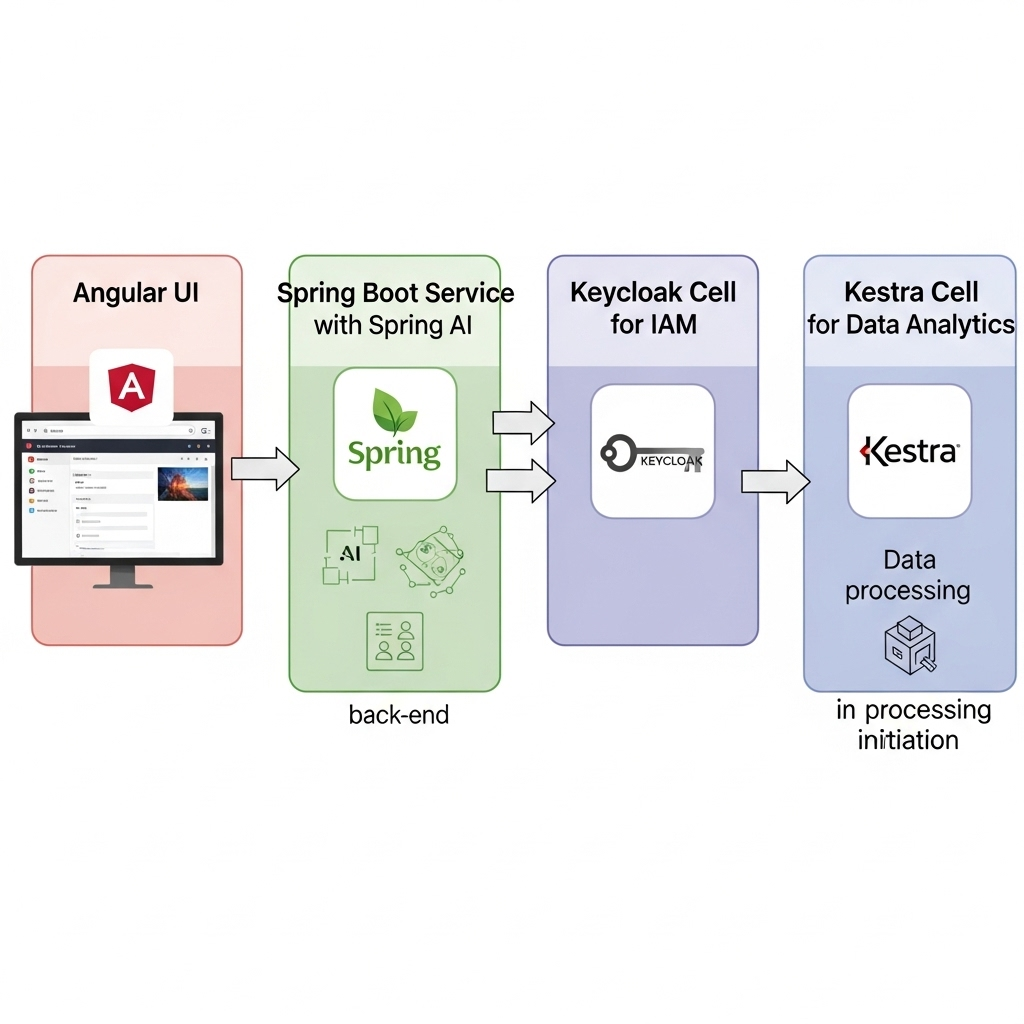 Angular UI
A
Spring Boot Service
with Spring AI
Spring
AI
back-end
Keycloak Cell
for IAM
KEYCLOAK
Kestra Cell
for Data Analytics
Kestra
Data
processing
in processing
initiation